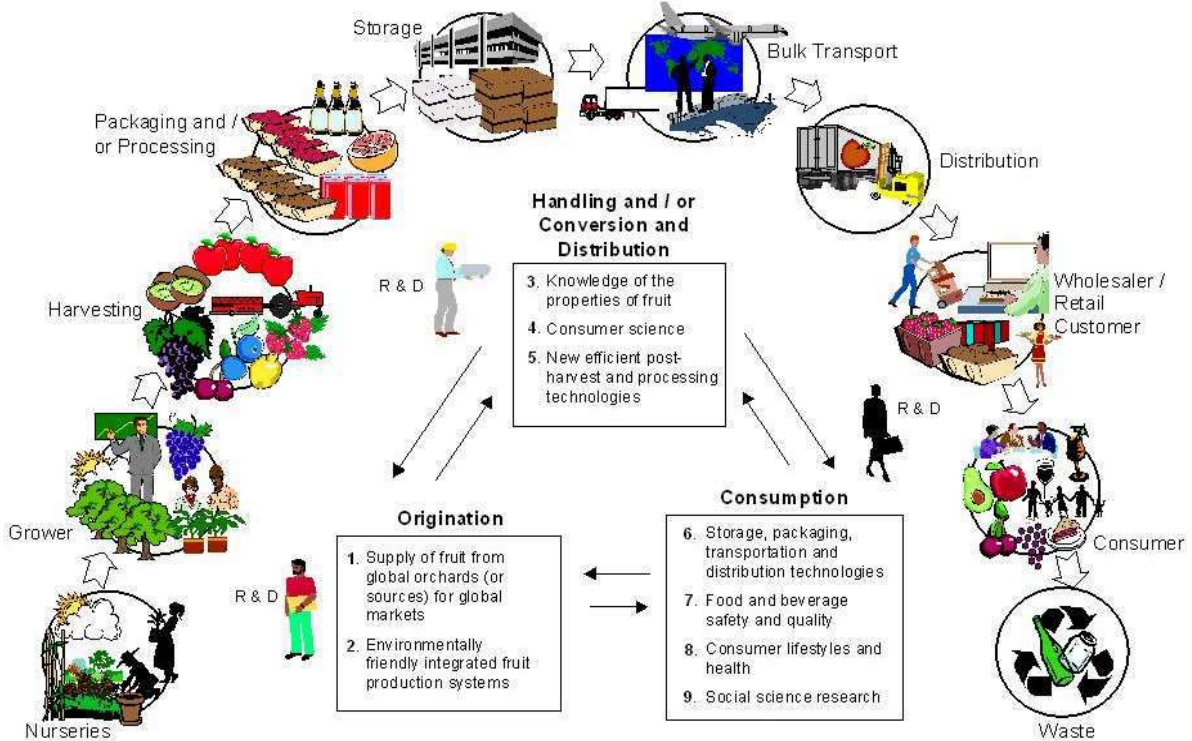 Storage
Bulk Transport
Packaging and /
or Processing
Distribution
Handling and / or
Conversion and
Distribution
R & D
3. Knowledge of the
properties of fruit
4. Consumer science
5. New efficient post-
harvest and processing
technologies
Harvesting
Wholesaler /
Retail
Customer
R & D
Grower
Origination
1. Supply of fruit from
global orchards (or
sources) for global
markets
2. Environmentally
friendly integrated fruit
production systems
R & D
Consumption
6. Storage, packaging,
transportation and
distribution technologies
7. Food and beverage
safety and quality
8. Consumer lifestyles and
health
9. Social science research
Consumer
Nurseries
Waste